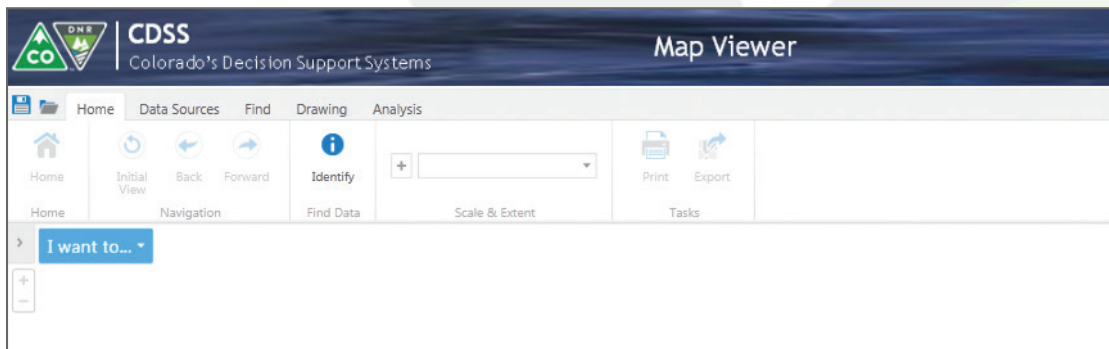 DNR
CO
CDSS
Colorado's Decision Support Systems
Map Viewer
Home Data Sources Find Drawing Analysis
Home Initial View Back Forward Identify Print Export
Home Navigation Find Data Scale & Extent Tasks
I want to...